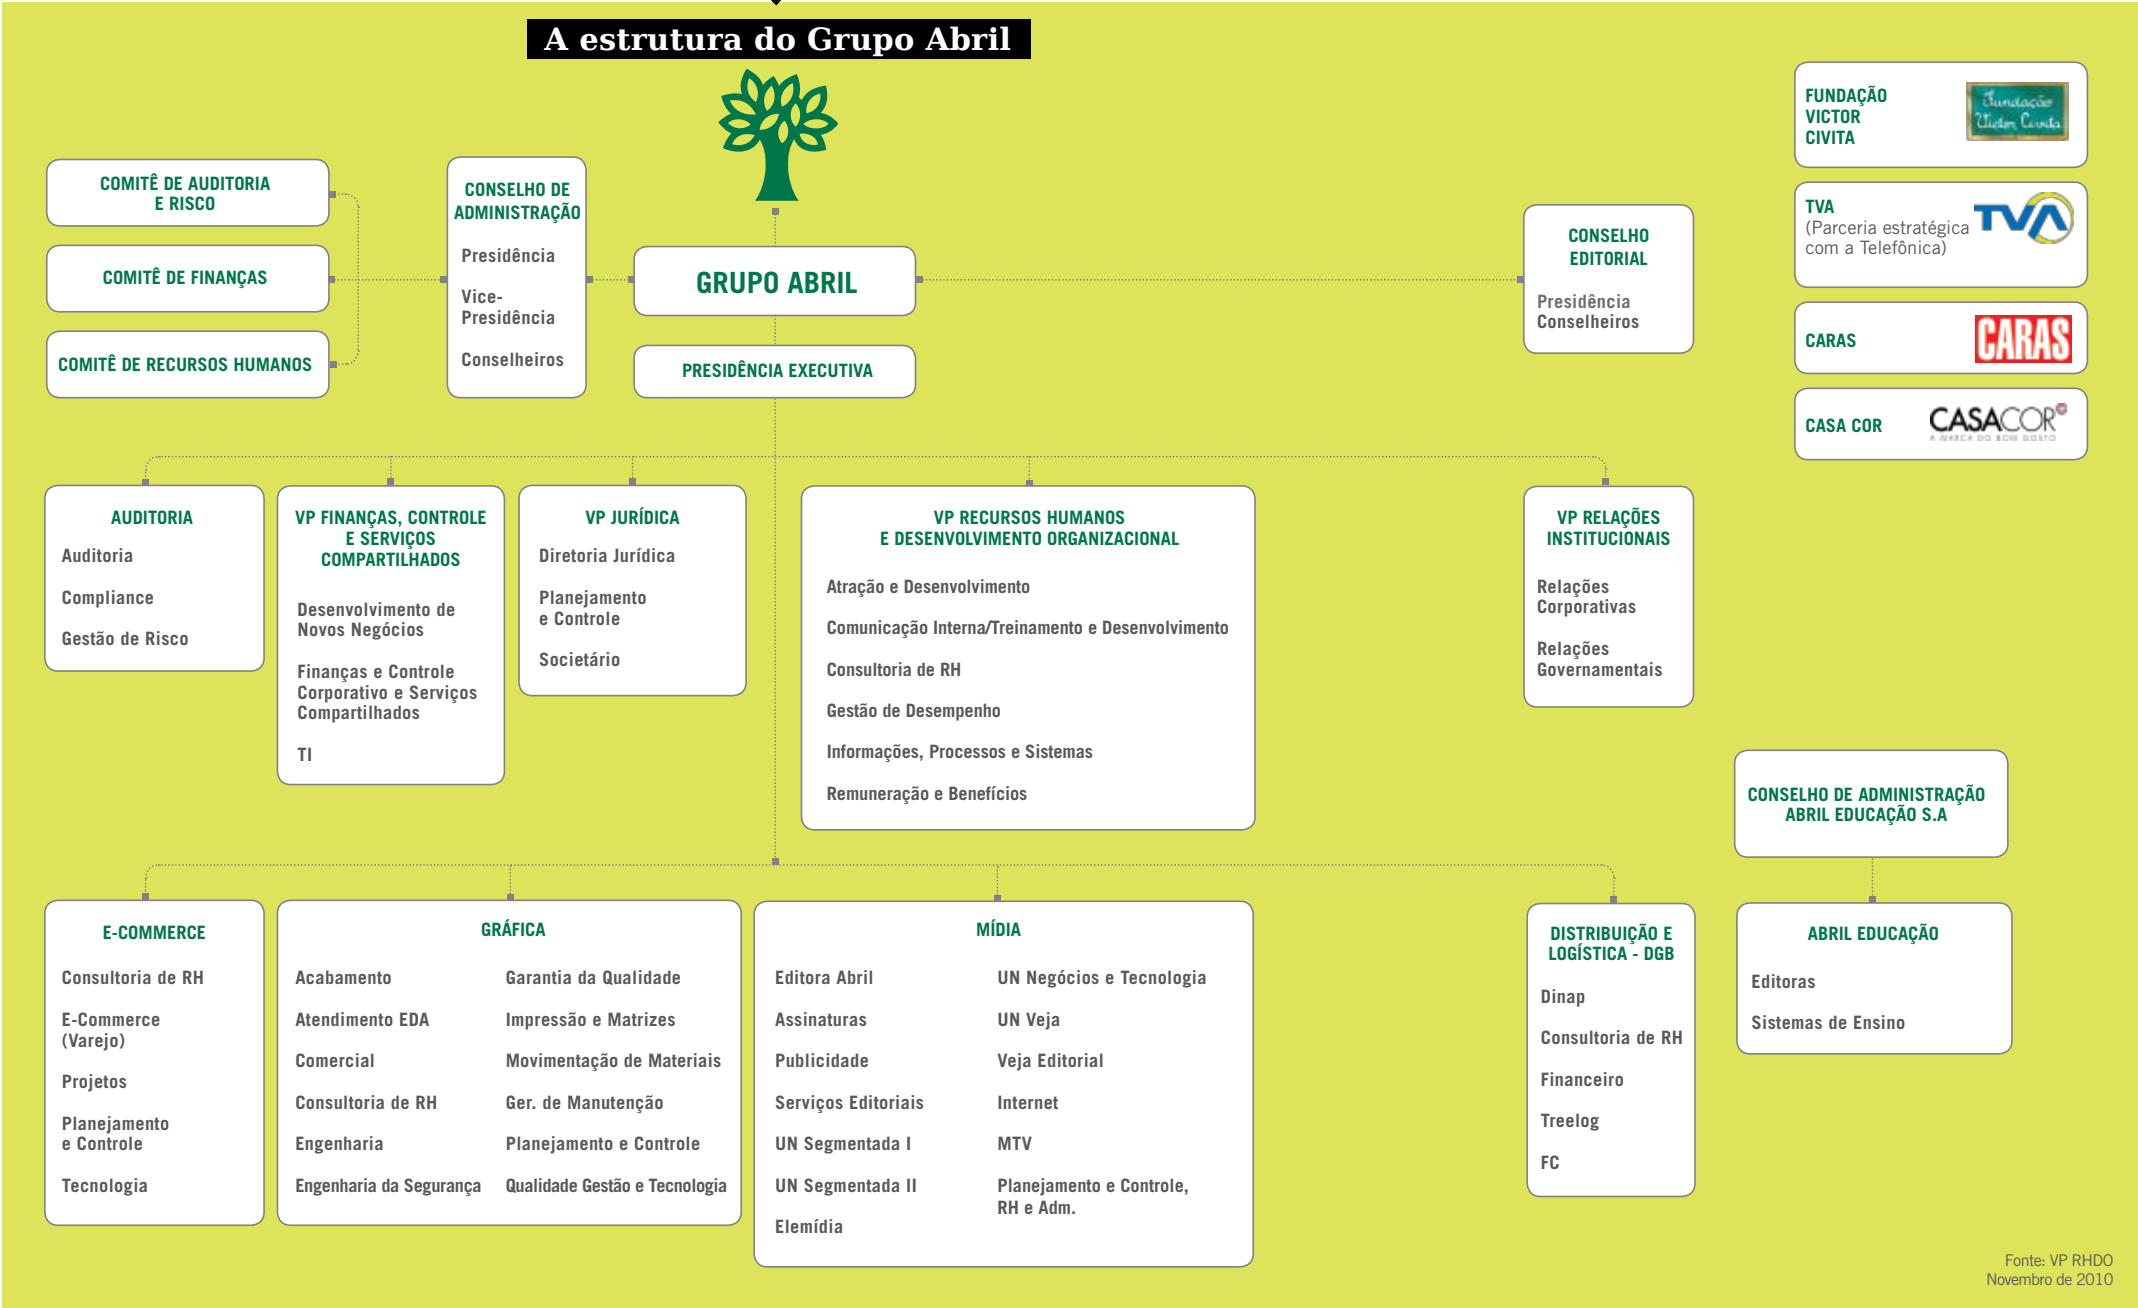 A estrutura do Grupo Abril
COMITÊ DE AUDITORIA
E RISCO
COMITÊ DE FINANÇAS
COMITÊ DE RECURSOS HUMANOS
CONSELHO DE
ADMINISTRAÇÃO
Presidência
Vice-
Presidência
Conselheiros
GRUPO ABRIL
PRESIDÊNCIA EXECUTIVA
CONSELHO
EDITORIAL
Presidência
Conselheiros
FUNDAÇÃO
VICTOR
CIVITA
Fundação
Victor Civita
TVA
(Parceria estratégica
com a Telefônica)
TVA
CARAS
CARAS
CASA COR
CASACOR
A MARCA DO BOM GOSTO
AUDITORIA
Auditoria
Compliance
Gestão de Risco
VP FINANÇAS, CONTROLE
E SERVIÇOS
COMPARTILHADOS
Desenvolvimento de
Novos Negócios
Finanças e Controle
Corporativo e Serviços
Compartilhados
TI
VP JURÍDICA
Diretoria Jurídica
Planejamento
e Controle
Societário
VP RECURSOS HUMANOS
E DESENVOLVIMENTO ORGANIZACIONAL
Atração e Desenvolvimento
Comunicação Interna/Treinamento e Desenvolvimento
Consultoria de RH
Gestão de Desempenho
Informações, Processos e Sistemas
Remuneração e Benefícios
VP RELAÇÕES
INSTITUCIONAIS
Relações
Corporativas
Relações
Governamentais
CONSELHO DE ADMINISTRAÇÃO
ABRIL EDUCAÇÃO S.A
E-COMMERCE
Consultoria de RH
E-Commerce
(Varejo)
Projetos
Planejamento
e Controle
Tecnologia
GRÁFICA
Acabamento
Atendimento EDA
Comercial
Consultoria de RH
Engenharia
Engenharia da Segurança
Garantia da Qualidade
Impressão e Matrizes
Movimentação de Materiais
Ger. de Manutenção
Planejamento e Controle
Qualidade Gestão e Tecnologia
MÍDIA
Editora Abril
Assinaturas
Publicidade
Serviços Editoriais
UN Segmentada I
UN Segmentada II
Elemídia
UN Negócios e Tecnologia
UN Veja
Veja Editorial
Internet
MTV
Planejamento e Controle,
RH e Adm.
DISTRIBUIÇÃO E
LOGÍSTICA - DGB
Dinap
Consultoria de RH
Financeiro
Treelog
FC
ABRIL EDUCAÇÃO
Editoras
Sistemas de Ensino
Fonte: VP RHDO
Novembro de 2010